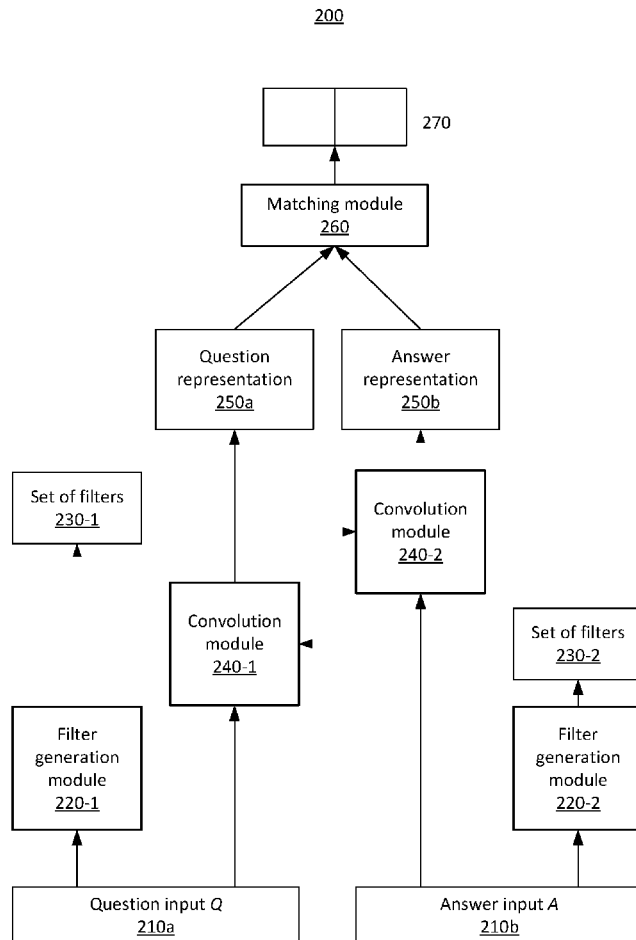 200
270
Matching module
260
Question
representation
250a
Answer
representation
250b
Set of filters
230-1
Convolution
module
240-2
Convolution
module
240-1
Set of filters
230-2
Filter
generation
module
220-1
Filter
generation
module
220-2
Question input Q
210a
Answer input A
210b